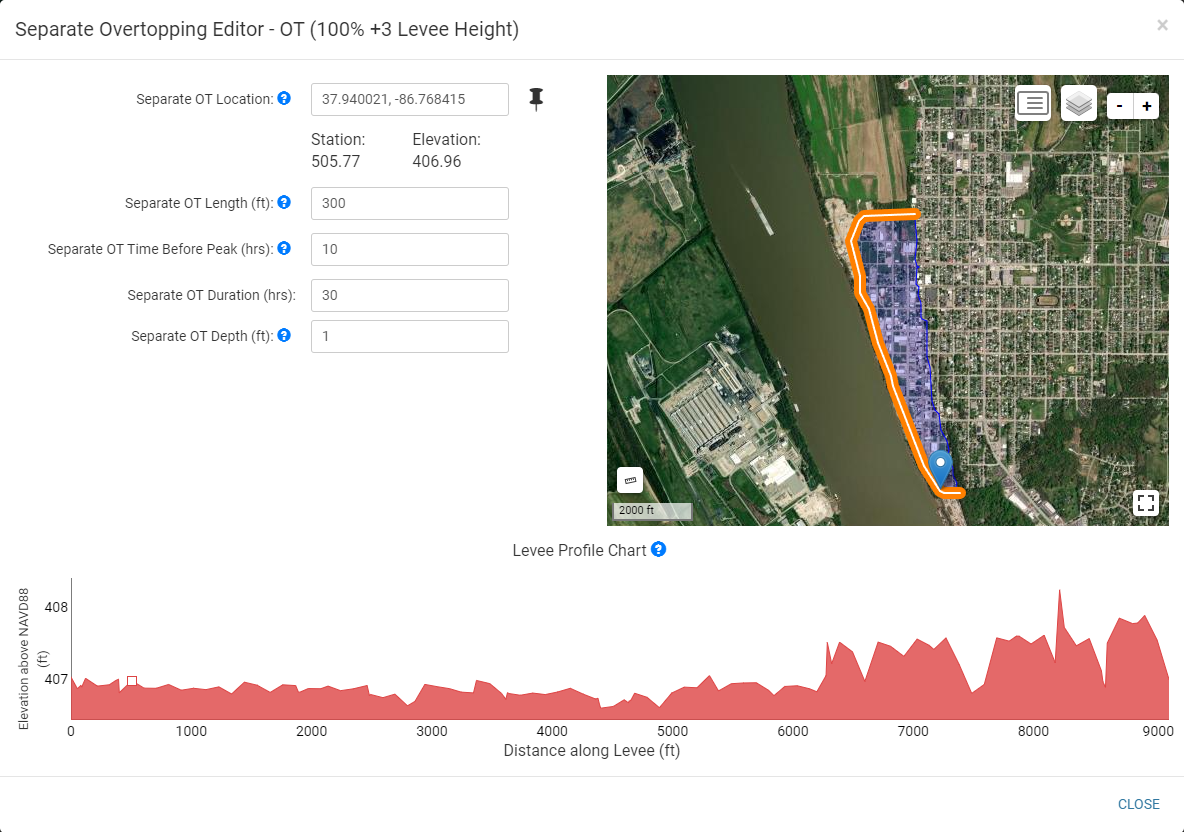 Separate Overtopping Editor - OT (100% +3 Levee Height)
×
Separate OT Location: ? 37.940021, -86.768415
Station: Elevation:
505.77 406.96
Separate OT Length (ft): ? 300
Separate OT Time Before Peak (hrs): ? 10
Separate OT Duration (hrs): 30
Separate OT Depth (ft): ? 1
- +
2000 ft
Levee Profile Chart ?
Elevation above NAVD88
(ft)
408
407
0 1000 2000 3000 4000 5000 6000 7000 8000 9000
Distance along Levee (ft)
CLOSE